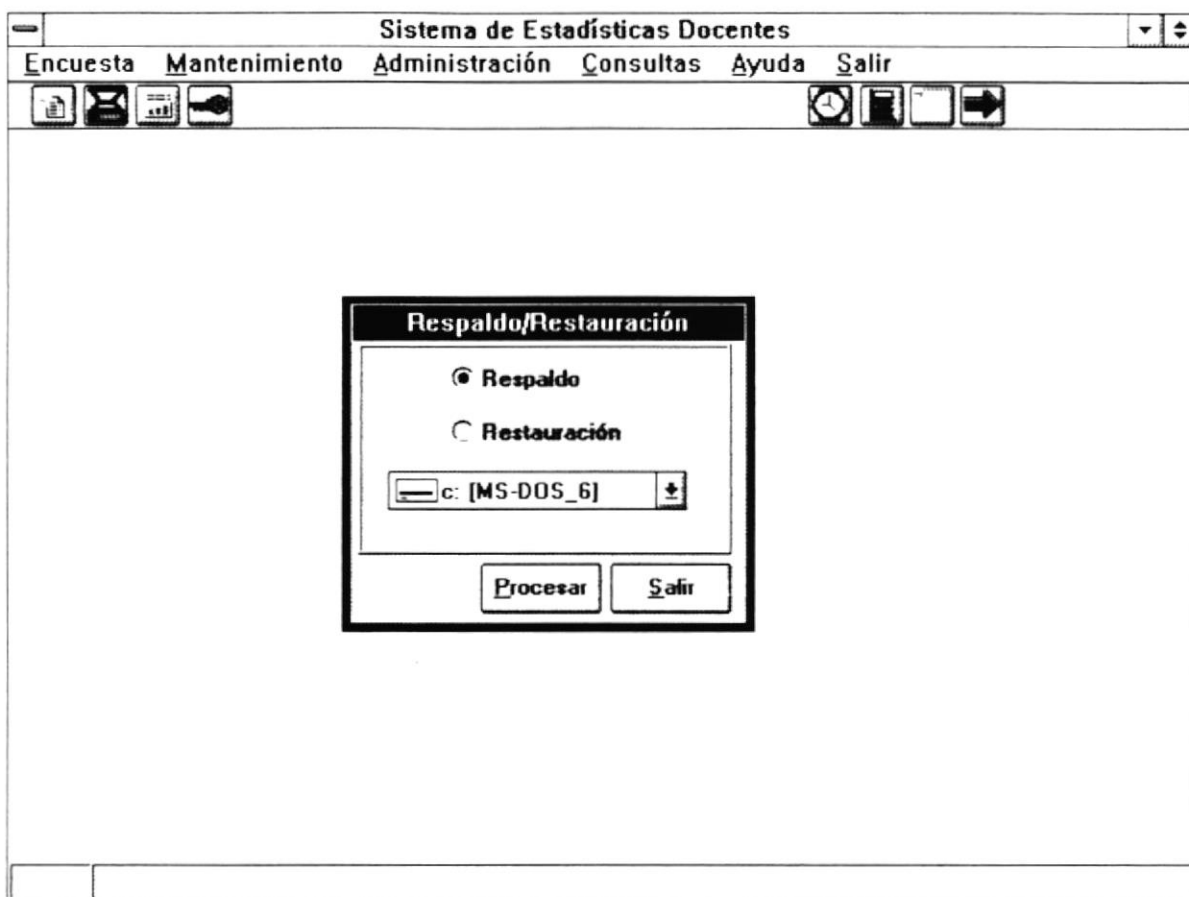 Sistema de Estadísticas Docentes
Encuesta Mantenimiento Administración Consultas Ayuda Salir
Respaldo/Restauración
Respaldo
Restauración
c: [MS-DOS_6]
Procesar Salir